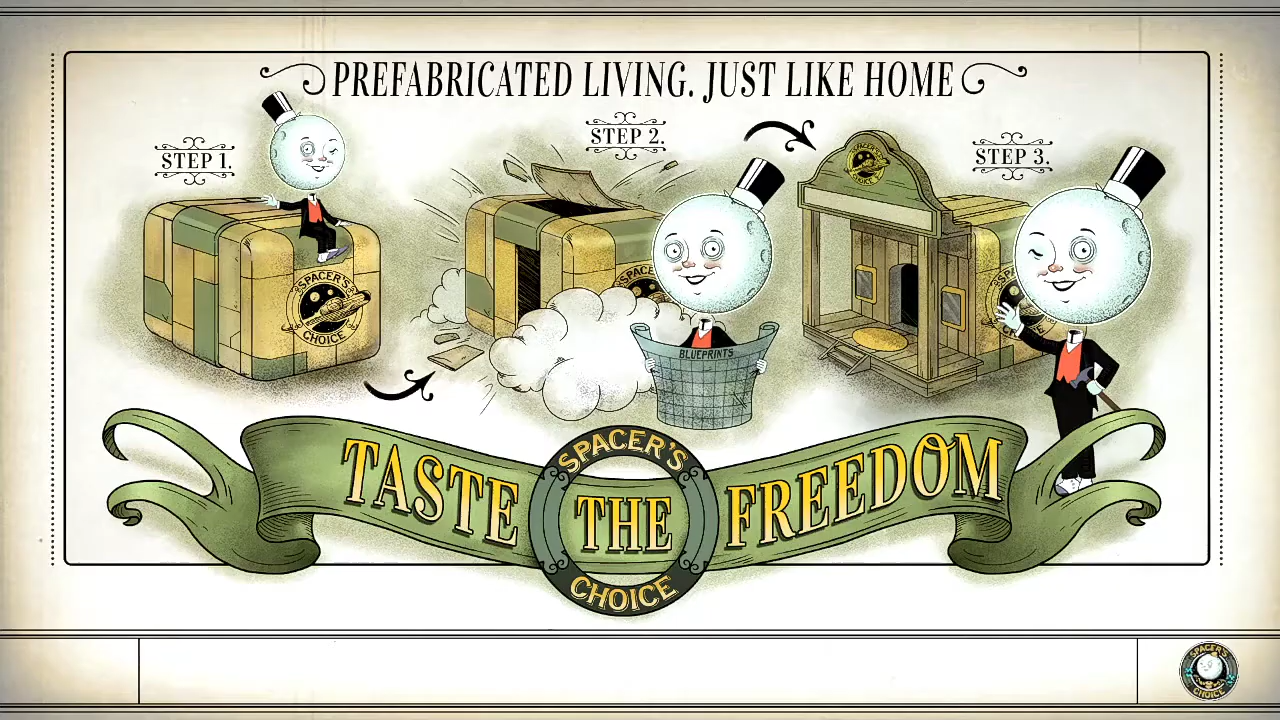 PREFABRICATED LIVING. JUST LIKE HOME
STEP 1.
STEP 2.
STEP 3.
SPACER'S
CHOICE
SPACER'S
CHOICE
BLUEPRINTS
TASTE THE FREEDOM
SPACER'S
CHOICE
SPACER'S
CHOICE